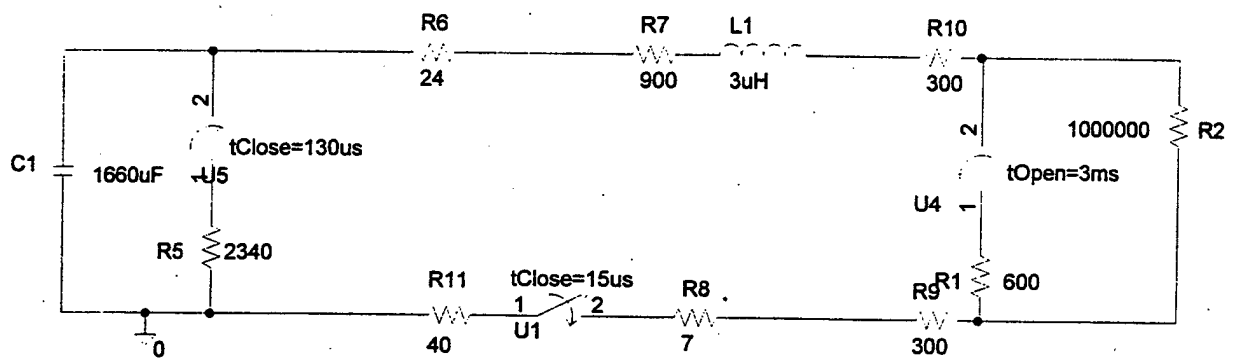 R6
R7
L1
R10
24
900
3uH
300
2
tClose=130us
C1
1660uF
1
U5
2
1000000
R2
tOpen=3ms
U4
1
R5
2340
R11
tClose=15us
R8
R9
R1
600
1
2
U1
0
40
7
300